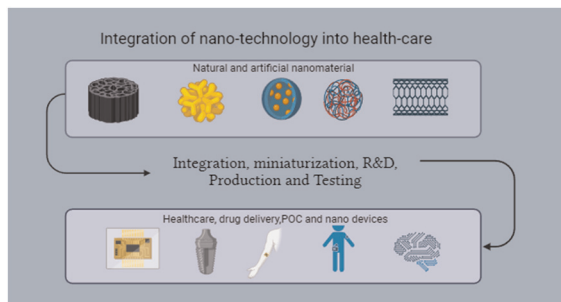 Integration of nano-technology into health-care
Natural and artificial nanomaterial
Integration, miniaturization, R&D,
Production and Testing
Healthcare, drug delivery,POC and nano devices